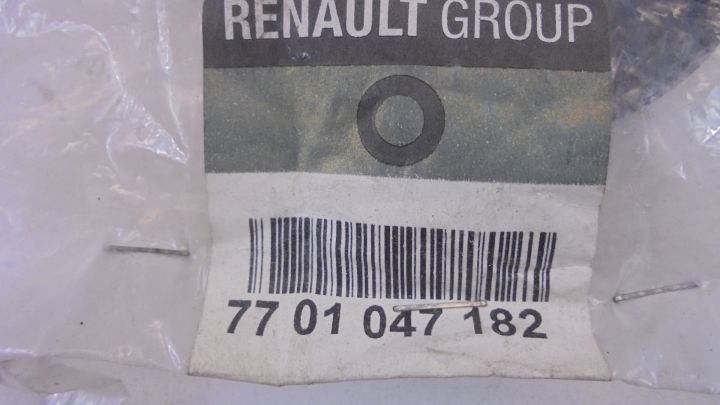 RENAULT GROUP
77 01 047 182